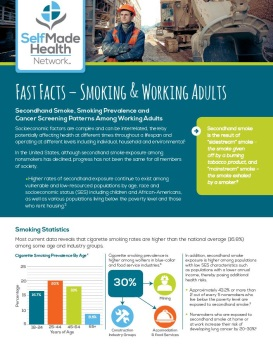 SelfMade
Health
Network™
FAST FACTS – SMOKING & WORKING ADULTS
Secondhand Smoke, Smoking Prevalence and
Cancer Screening Patterns Among Working Adults
Socioeconomic factors are complex and can be interrelated, thereby
potentially affecting health at different times throughout a lifespan and
operating at different levels including individual, household and environmental.
In the United States, although secondhand smoke exposure among
nonsmokers has declined, progress has not been the same for all members
of society.
Higher rates of secondhand exposure continue to exist among
vulnerable and low-resourced populations by age, race and
socioeconomic status (SES) including children and African-Americans,
as well as various populations living below the poverty level and those
who rent housing.
Secondhand smoke
is the result of
"sidestream" smoke -
the smoke given
off by a burning
tobacco product, and
"mainstream" smoke -
the smoke exhaled
by a smoker.
Smoking Statistics
Most current data reveals that cigarette smoking rates are higher than the national average (16.8%)
among age and industry groups.
Cigarette Smoking Prevalence By Age
Percentage
25
20
15
10
5
0
18–24
25–44
45–64
65+
Years of Age
Cigarette smoking prevalence
is higher among settlers in blue-collar
and food service industries.
30%
Mining
Construction
Industry Groups
Accommodation
& Food Services
In addition, secondhand smoke
exposure is higher among populations
with low SES characteristics such
as populations with a lower annual
income, thereby posing additional
health risks.
Approximately 43.2% or more than
2 out of every 5 nonsmokers who
live below the poverty level are
exposed to secondhand smoke.
Nonsmokers who are exposed to
secondhand smoke at home or
at work increase their risk of
developing lung cancer by 20–30%.